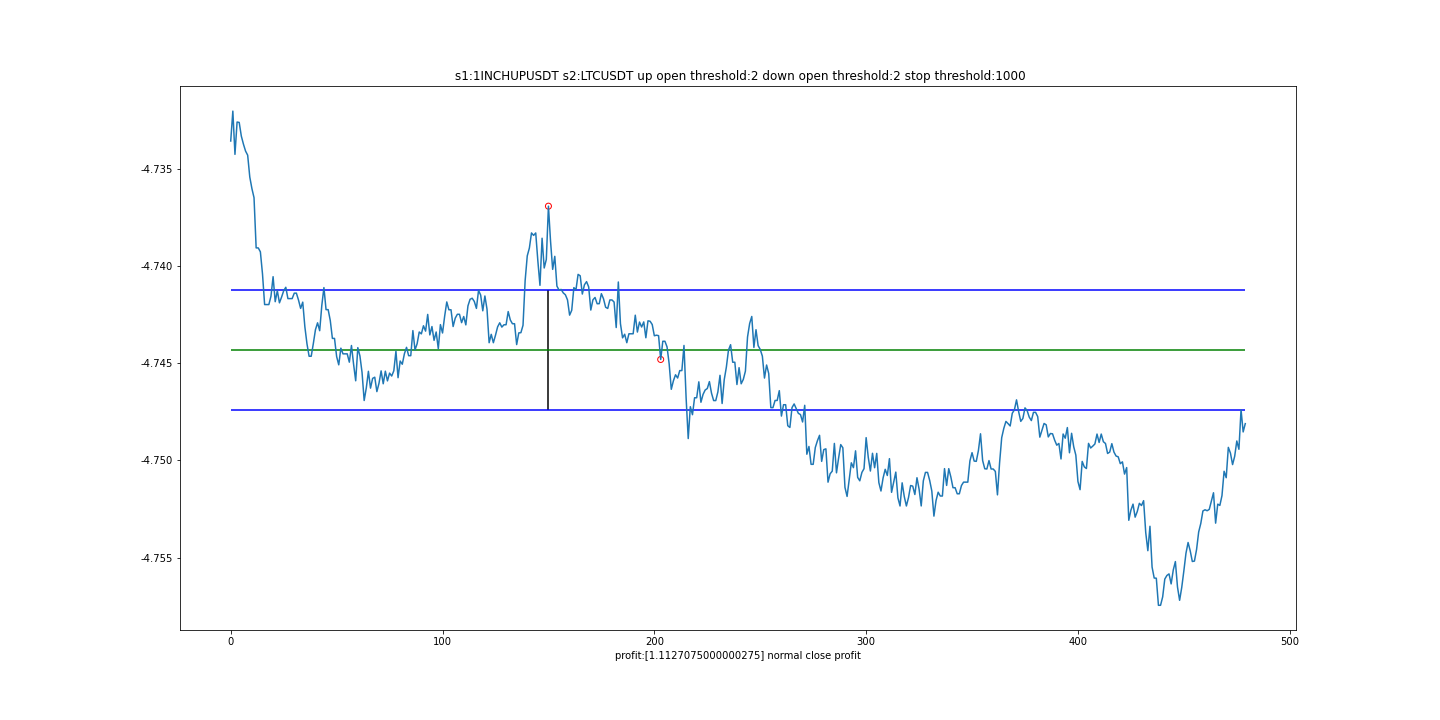 s1:1INCHUPUSDT s2:LTCUSDT up open threshold:2 down open threshold:2 stop threshold:1000
-4.735
-4.740
-4.745
-4.750
-4.755
0 100 200 300 400 500
profit:[1.1127075000000275] normal close profit